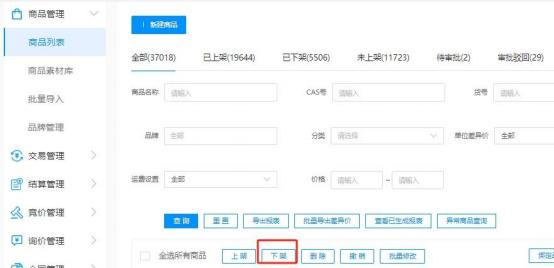 商品管理
+ 新建商品
商品列表
全部(37018) 已上架(19644) 已下架(5506) 未上架(11723) 待审批(2) 审批驳回(29)
商品素材库
商品名称 请输入 CAS号 请输入 货号 请输入
批量导入
品牌管理
品牌 全部 分类 请选择 单位差异价 全部
交易管理
运费设置 全部 价格 请输入 ~ 请输入
结算管理
竞价管理
查询 重置 导出报表 批量导出差异价 查看已生成报表 异常商品查询
询价管理
全选所有商品 上架 下架 删除 撤销 批量修改